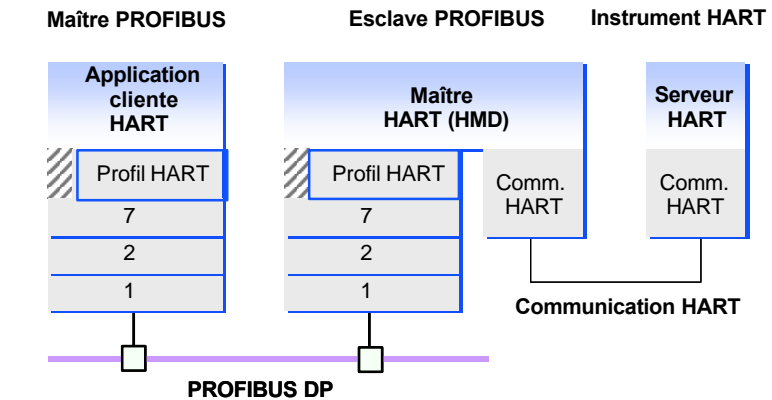 Maître PROFIBUS
Esclave PROFIBUS
Instrument HART
Application
cliente
HART
Maître
HART (HMD)
Serveur
HART
Profil HART
Profil HART
Comm.
HART
Comm.
HART
7
7
2
2
1
1
Communication HART
PROFIBUS DP